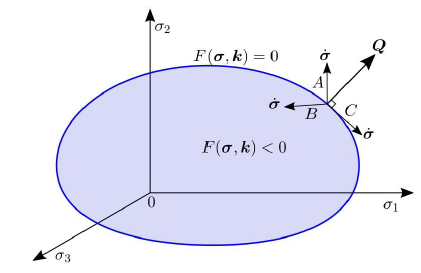 σ₂
F(σ, k) = 0
Q
σ̇
A
σ̇
B
C
σ̇
F(σ, k) < 0
0
σ₁
σ₃